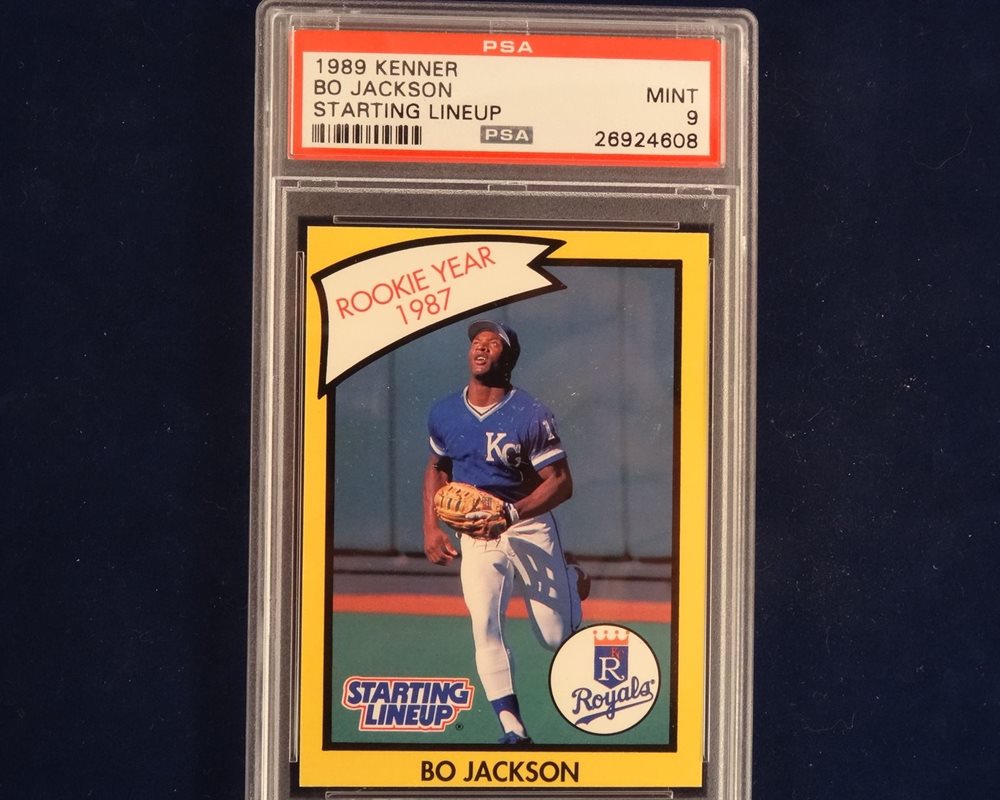 PSA
1989 KENNER
BO JACKSON
STARTING LINEUP
MINT
9
PSA
26924608
ROOKIE YEAR
1987
KC
1
KC
R
Royals
STARTING
LINEUP®
BO JACKSON